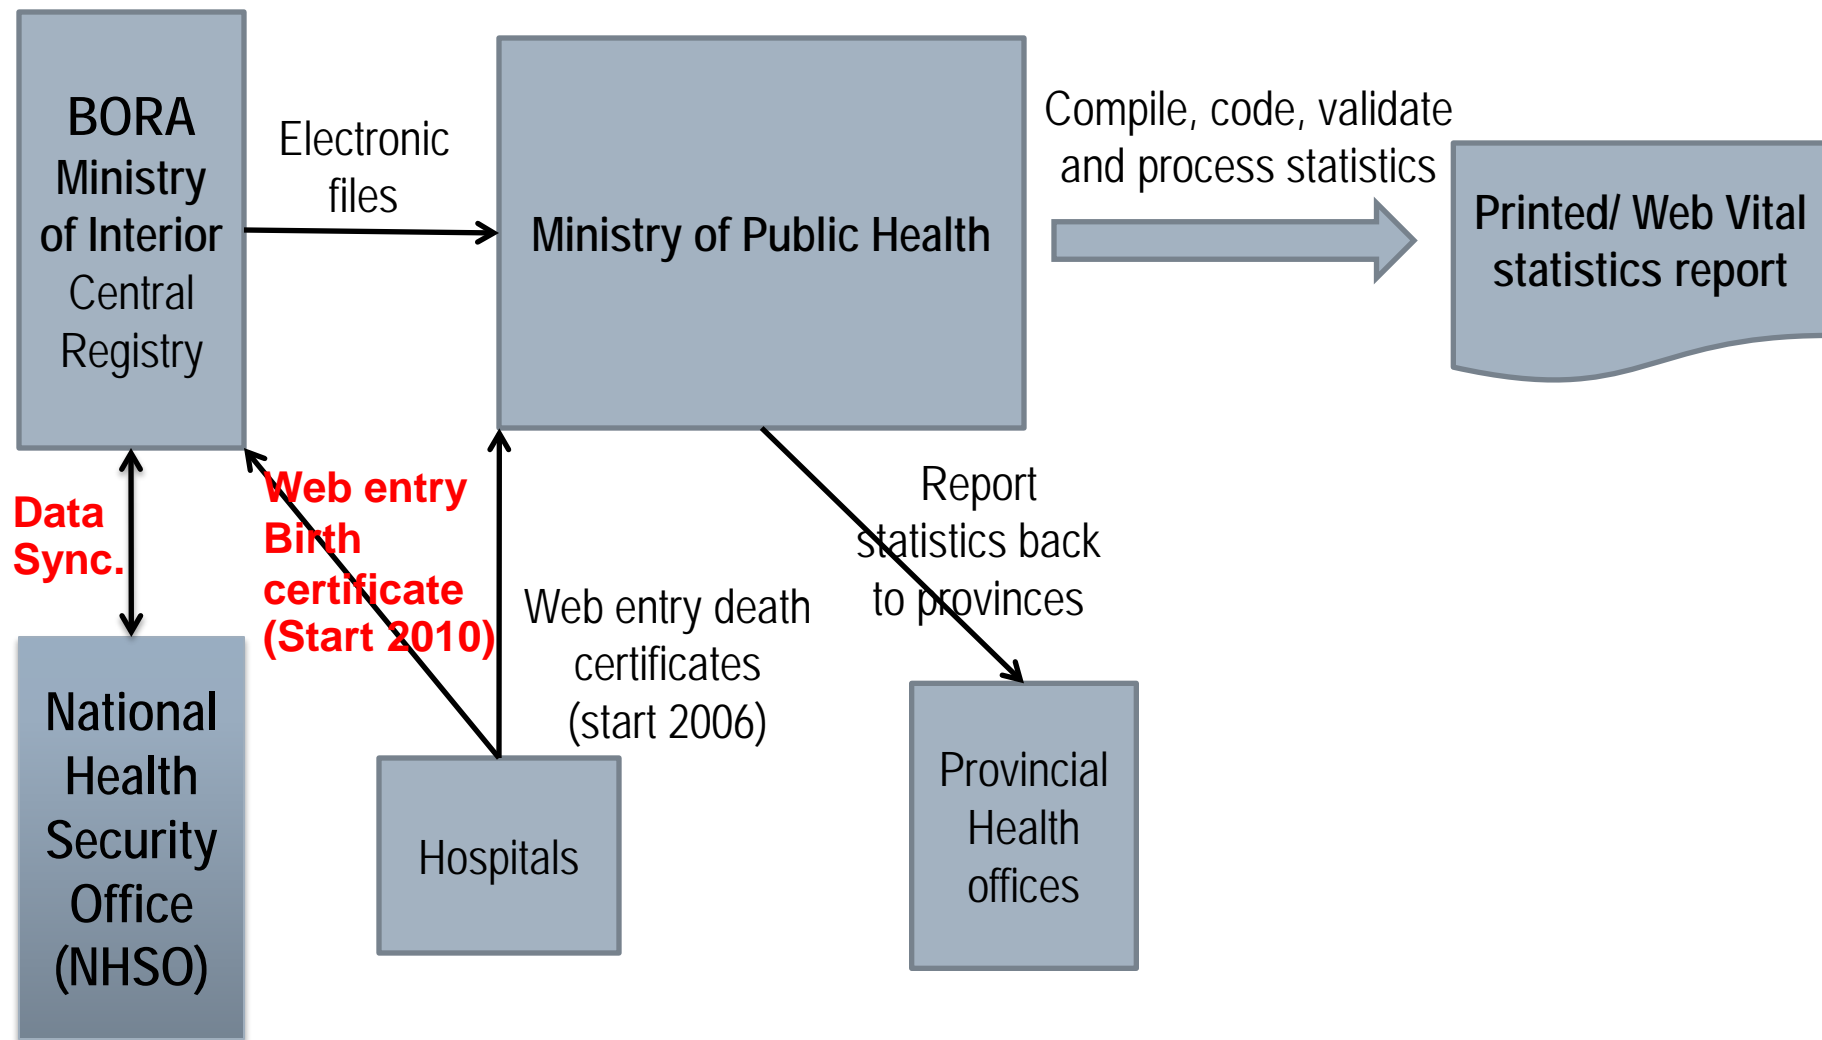 BORA
Ministry
of Interior
Central
Registry
Electronic
files
Ministry of Public Health
Compile, code, validate
and process statistics
Printed/ Web Vital
statistics report
Data
Sync.
Web entry
Birth
certificate
(Start 2010)
Web entry death
certificates
(start 2006)
Report
statistics back
to provinces
National
Health
Security
Office
(NHSO)
Hospitals
Provincial
Health
offices